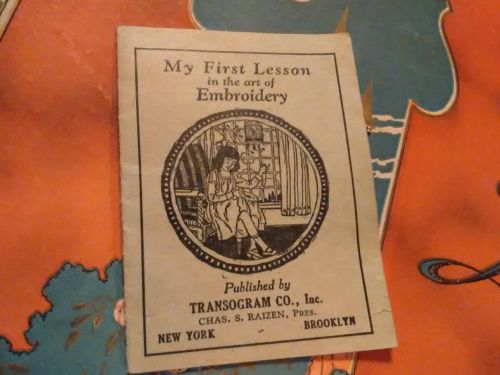 My First Lesson
in the art of
Embroidery
Published by
TRANSOGRAM CO., Inc.
CHAS. S. RAIZEN, PRES.
NEW YORK BROOKLYN